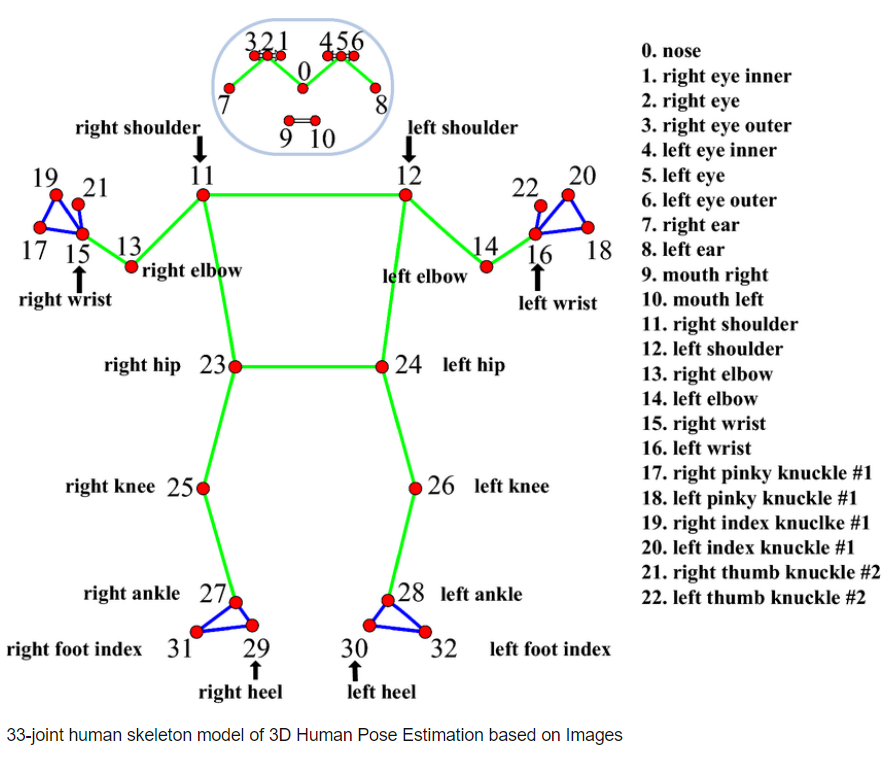 321 456
0
7 8
9 10
right shoulder left shoulder
11 12
19 21 22 20
17 15 13 14 16 18
right elbow left elbow
right wrist left wrist
right hip 23 24 left hip
right knee 25 26 left knee
right ankle 27 28 left ankle
right foot index 31 29 30 32 left foot index
right heel left heel
0. nose
1. right eye inner
2. right eye
3. right eye outer
4. left eye inner
5. left eye
6. left eye outer
7. right ear
8. left ear
9. mouth right
10. mouth left
11. right shoulder
12. left shoulder
13. right elbow
14. left elbow
15. right wrist
16. left wrist
17. right pinky knuckle #1
18. left pinky knuckle #1
19. right index knuclke #1
20. left index knuckle #1
21. right thumb knuckle #2
22. left thumb knuckle #2
33-joint human skeleton model of 3D Human Pose Estimation based on Images